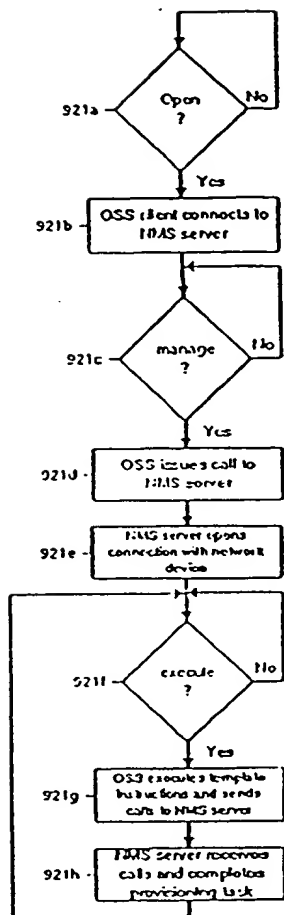 Open
?
No
921a
Yes
OSS client connects to
NMS server
921b
manage
?
No
921c
Yes
OSS issues call to
NMS server
921d
NMS server opens
connection with network
device
921e
execute
?
No
921f
Yes
OSS executes template
instructions and sends
calls to NMS server
921g
NMS server receives
calls and completes
provisioning task
921h